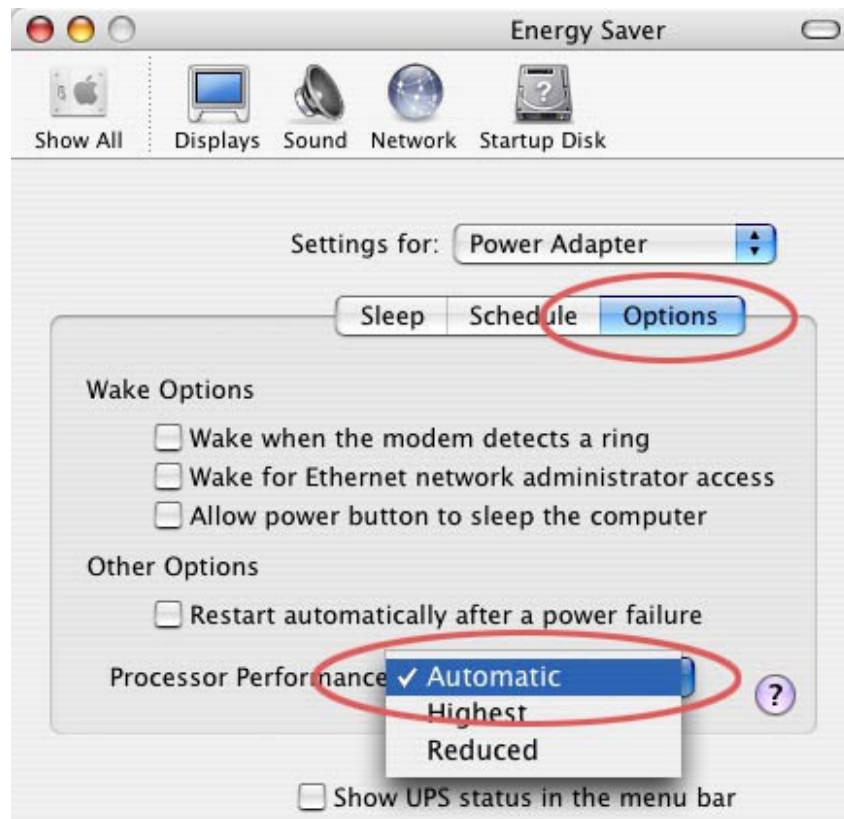 Energy Saver
Show All Displays Sound Network Startup Disk
Settings for: Power Adapter
Sleep Schedule Options
Wake Options
Wake when the modem detects a ring
Wake for Ethernet network administrator access
Allow power button to sleep the computer
Other Options
Restart automatically after a power failure
Processor Performance ✓ Automatic
?
Highest
Reduced
Show UPS status in the menu bar